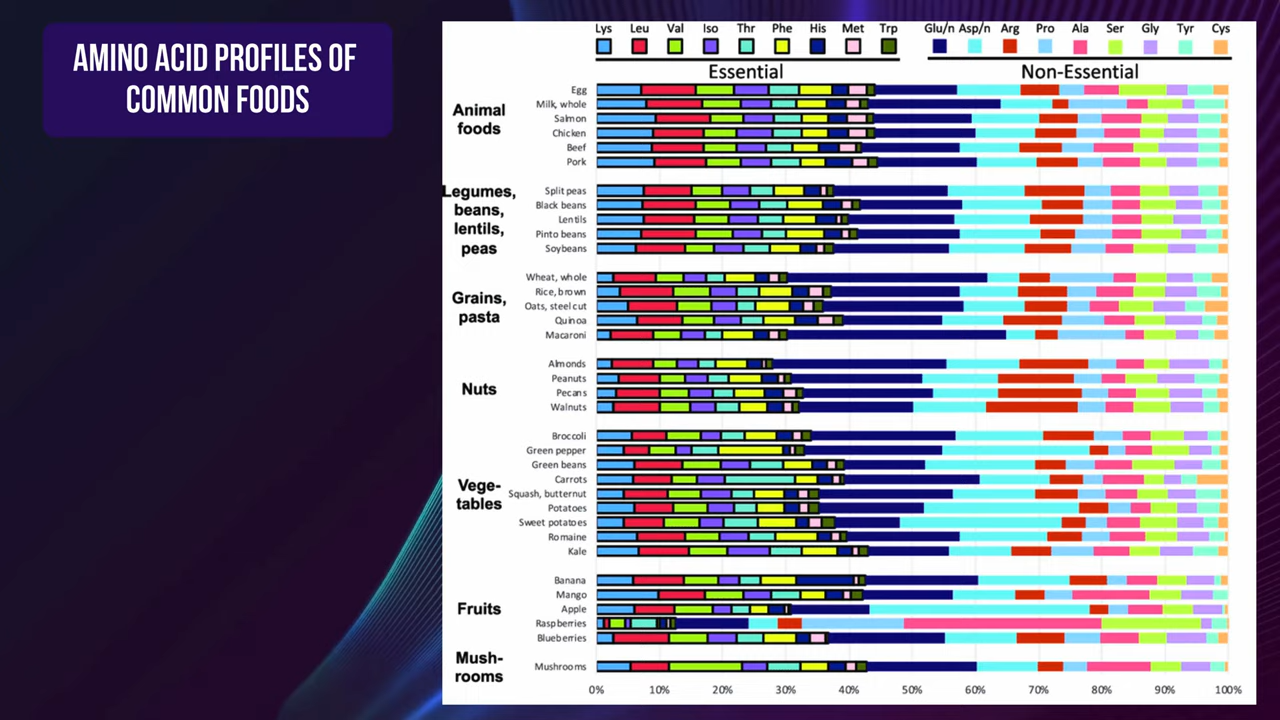 AMINO ACID PROFILES OF
COMMON FOODS
Lys Leu Val Iso Thr Phe His Met Trp Glu/n Asp/n Arg Pro Ala Ser Gly Tyr Cys
Essential Non-Essential
Animal
foods
Egg
Milk, whole
Salmon
Chicken
Beef
Pork
Legumes,
beans,
lentils,
peas
Split peas
Black beans
Lentils
Pinto beans
Soybeans
Grains,
pasta
Wheat, whole
Rice, brown
Oats, steel cut
Quinoa
Macaroni
Nuts
Almonds
Peanuts
Pecans
Walnuts
Vege-
tables
Broccoli
Green pepper
Green beans
Carrots
Squash, butternut
Potatoes
Sweet potatoes
Romaine
Kale
Fruits
Banana
Mango
Apple
Raspberries
Blueberries
Mush-
rooms
Mushrooms
0% 10% 20% 30% 40% 50% 60% 70% 80% 90% 100%